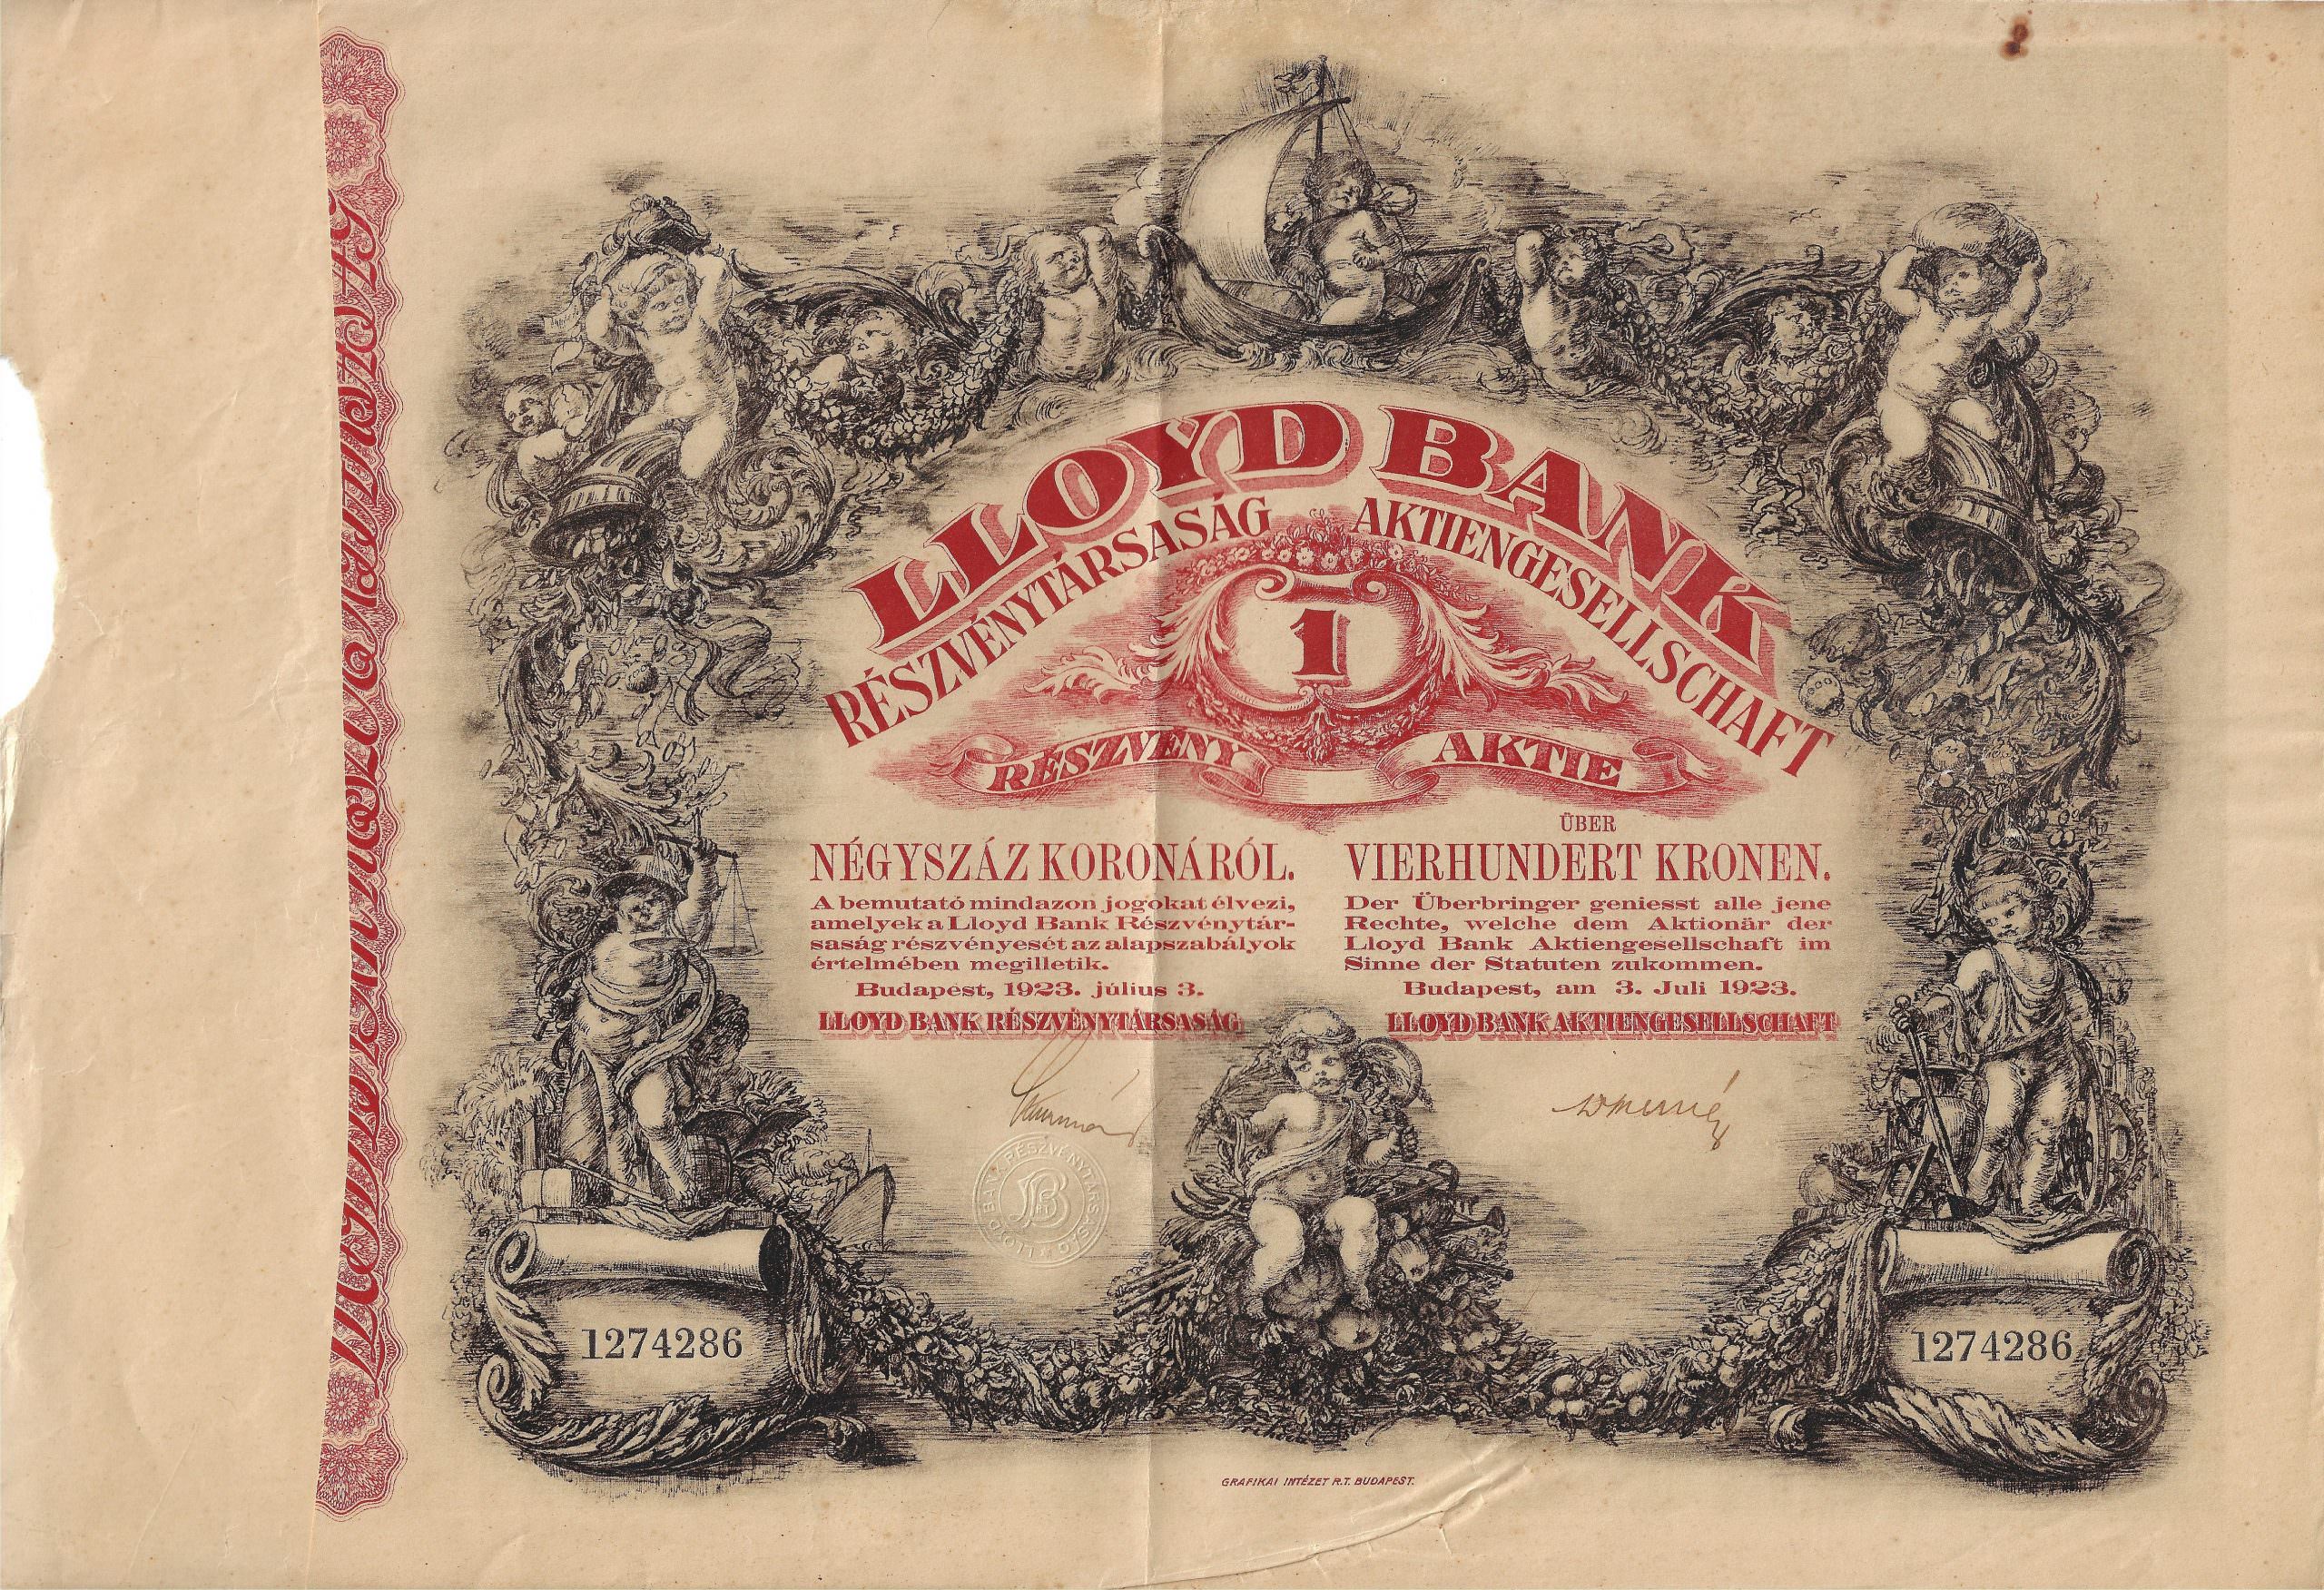 LLOYD BANK
RÉSZVÉNYTÁRSASÁG AKTIENGESELLSCHAFT
1
RÉSZVÉNY AKTIE
NÉGYSZÁZ KORONÁRÓL.
A bemutató mindazon jogokat élvezi,
amelyek a Lloyd Bank Részvénytár-
saság részvényesét az alapszabályok
értelmében megilletik.
Budapest, 1923. július 3.
LLOYD BANK RÉSZVÉNYTÁRSASÁG
ÜBER
VIERHUNDERT KRONEN.
Der Überbringer geniesst alle jene
Rechte, welche dem Aktionär der
Lloyd Bank Aktiengesellschaft im
Sinne der Statuten zukommen.
Budapest, am 3. Juli 1923.
LLOYD BANK AKTIENGESELLSCHAFT
LLOYD BANK RÉSZVÉNYTÁRSASÁG
1274286
1274286
GRAFIKAI INTÉZET R.T. BUDAPEST.